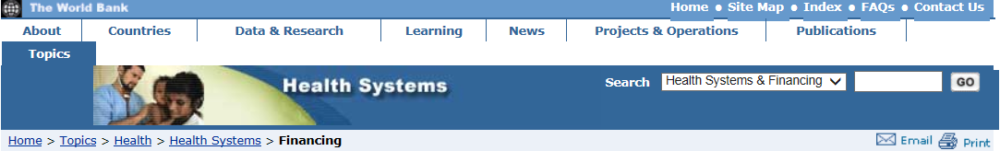 The World Bank Home ● Site Map ● Index ● FAQs ● Contact Us
About Countries Data & Research Learning News Projects & Operations Publications
Topics
Health Systems Search Health Systems & Financing GO
Home > Topics > Health > Health Systems > Financing Email Print